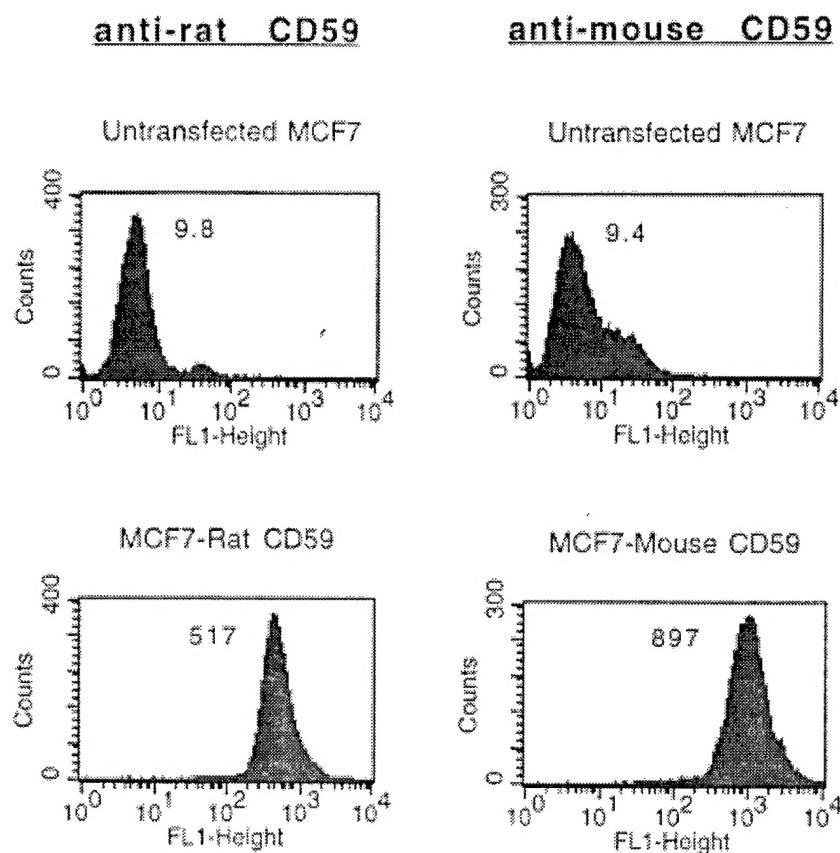 anti-rat CD59
anti-mouse CD59
Untransfected MCF7
400
Counts
0
9.8
10^0 10^1 10^2 10^3 10^4
FL1-Height
Untransfected MCF7
300
Counts
0
9.4
10^0 10^1 10^2 10^3 10^4
FL1-Height
MCF7-Rat CD59
400
Counts
0
517
10^0 10^1 10^2 10^3 10^4
FL1-Height
MCF7-Mouse CD59
300
Counts
0
897
10^0 10^1 10^2 10^3 10^4
FL1-Height